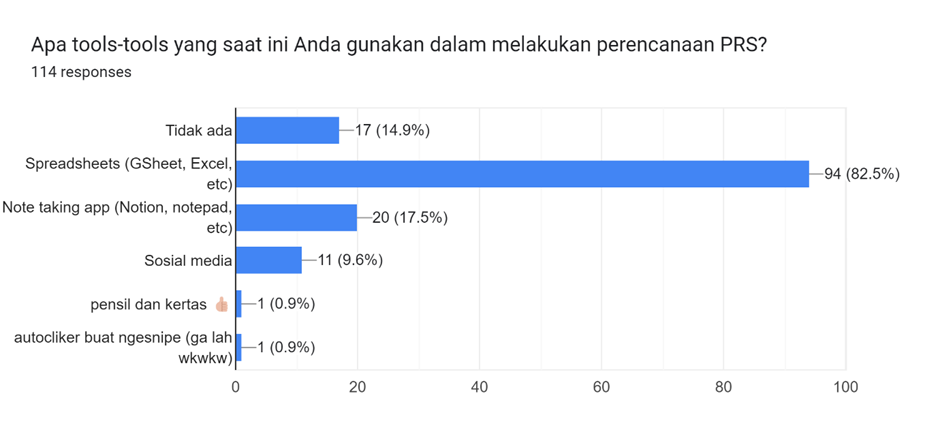 Apa tools-tools yang saat ini Anda gunakan dalam melakukan perencanaan PRS?
114 responses
Tidak ada
17 (14.9%)
Spreadsheets (GSheet, Excel,
etc)
94 (82.5%)
Note taking app (Notion, notepad,
etc)
20 (17.5%)
Sosial media
11 (9.6%)
pensil dan kertas 👍🏼
1 (0.9%)
autocliker buat ngesnipe (ga lah
wkwkw)
1 (0.9%)
0 20 40 60 80 100